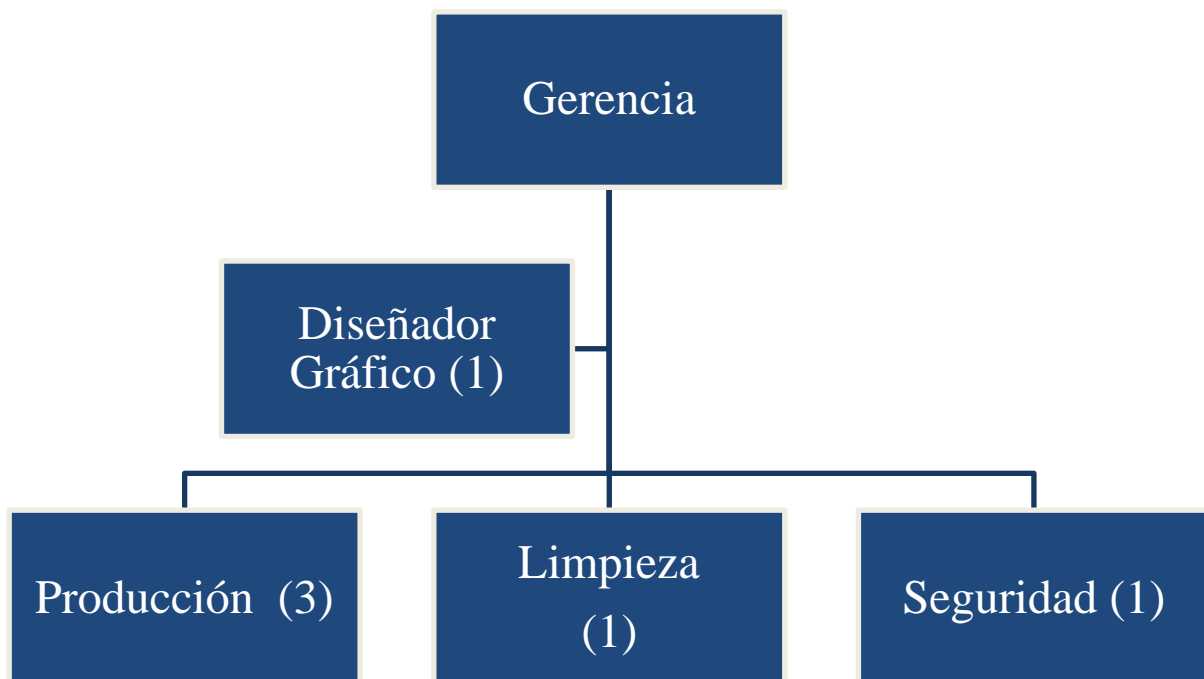 Gerencia
Diseñador
Gráfico (1)
Producción (3)
Limpieza
(1)
Seguridad (1)